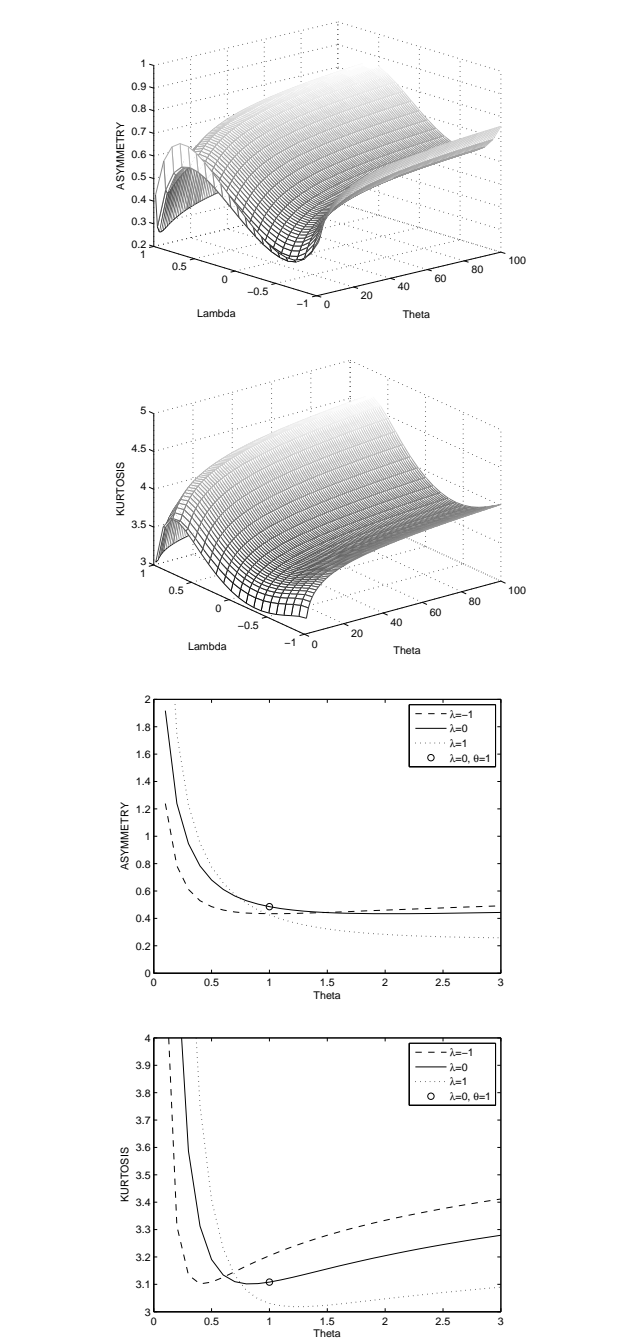 1
0.9
0.8
0.7
0.6
0.5
0.4
0.3
0.2
ASYMMETRY
1
0.5
0
−0.5
−1
Lambda
0
20
40
60
80
100
Theta
5
4.5
4
3.5
3
KURTOSIS
1
0.5
0
−0.5
−1
Lambda
0
20
40
60
80
100
Theta
2
1.8
1.6
1.4
1.2
1
0.8
0.6
0.4
0.2
0
ASYMMETRY
λ=−1
λ=0
λ=1
λ=0, θ=1
0 0.5 1 1.5 2 2.5 3
Theta
4
3.9
3.8
3.7
3.6
3.5
3.4
3.3
3.2
3.1
3
KURTOSIS
λ=−1
λ=0
λ=1
λ=0, θ=1
0 0.5 1 1.5 2 2.5 3
Theta